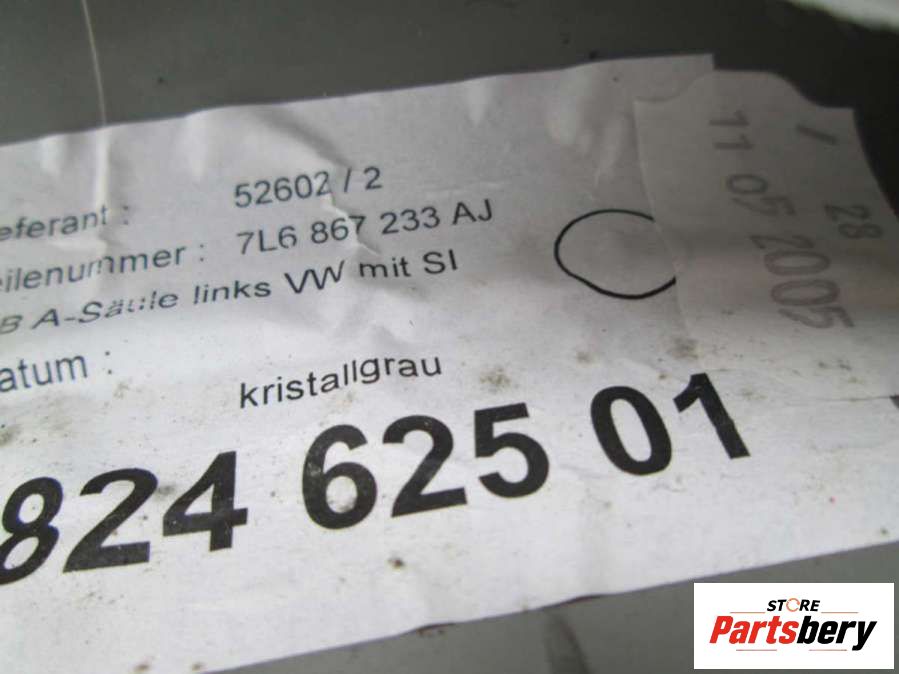 eferant : 52602 / 2
eilenummer : 7L6 867 233 AJ
B A-Säule links VW mit SI
atum :
kristallgrau
824 625 01
/ 28
11 05 2005
STORE
Partsbery